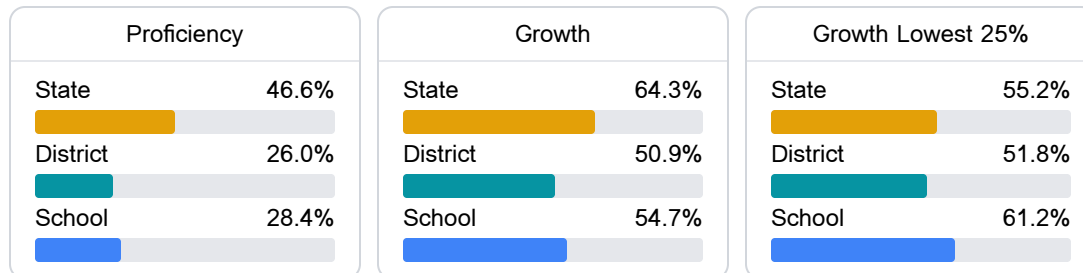 Proficiency
State 46.6%
District 26.0%
School 28.4%
Growth
State 64.3%
District 50.9%
School 54.7%
Growth Lowest 25%
State 55.2%
District 51.8%
School 61.2%